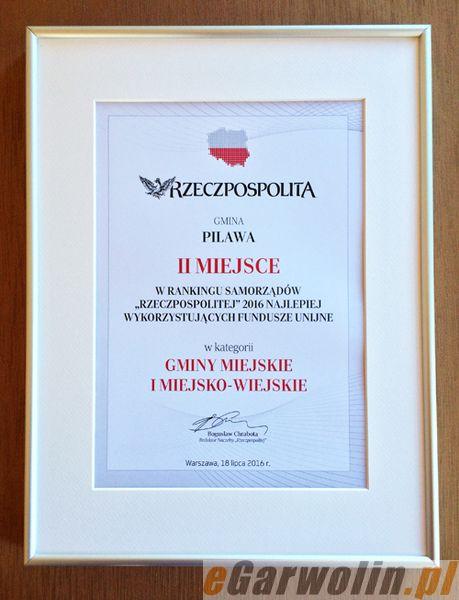 RZECZPOSPOLITA
GMINA
PILAWA
II MIEJSCE
W RANKINGU SAMORZĄDÓW
„RZECZPOSPOLITEJ” 2016 NAJLEPIEJ
WYKORZYSTUJĄCYCH FUNDUSZE UNIJNE
w kategorii
GMINY MIEJSKIE
I MIEJSKO-WIEJSKIE
Bogusław Chrabota
Redaktor Naczelny „Rzeczpospolitej”
Warszawa, 18 lipca 2016 r.
eGarwolin.pl